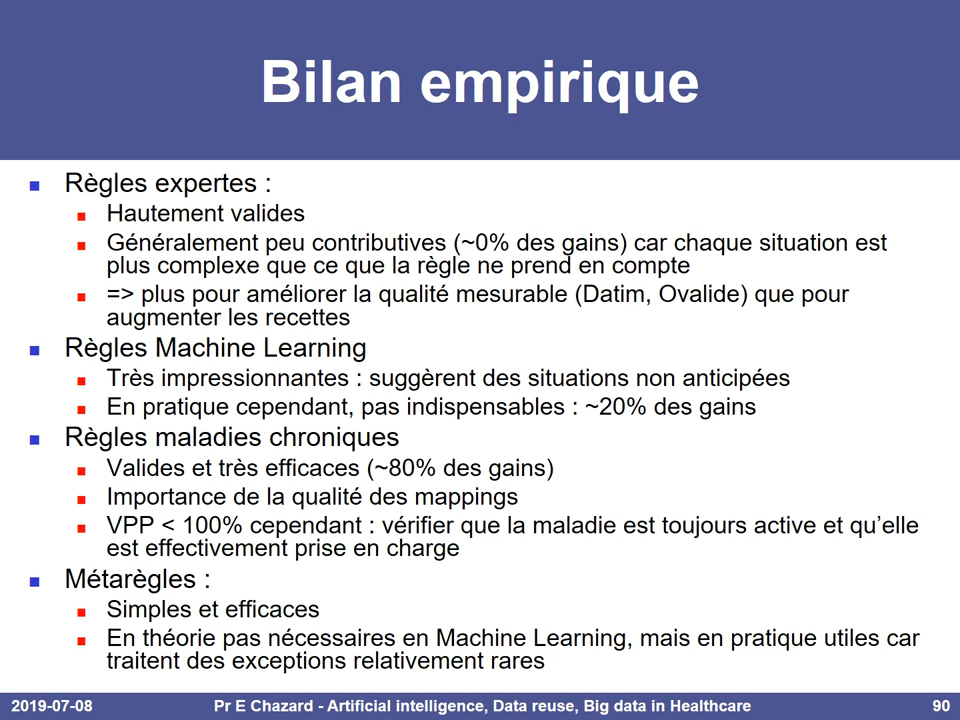 Bilan empirique
Règles expertes :
Hautement valides
Généralement peu contributives (~0% des gains) car chaque situation est
plus complexe que ce que la règle ne prend en compte
=> plus pour améliorer la qualité mesurable (Datim, Ovalide) que pour
augmenter les recettes
Règles Machine Learning
Très impressionnantes : suggèrent des situations non anticipées
En pratique cependant, pas indispensables : ~20% des gains
Règles maladies chroniques
Valides et très efficaces (~80% des gains)
Importance de la qualité des mappings
VPP < 100% cependant : vérifier que la maladie est toujours active et qu’elle
est effectivement prise en charge
Métarègles :
Simples et efficaces
En théorie pas nécessaires en Machine Learning, mais en pratique utiles car
traitent des exceptions relativement rares
2019-07-08 Pr E Chazard - Artificial intelligence, Data reuse, Big data in Healthcare 90